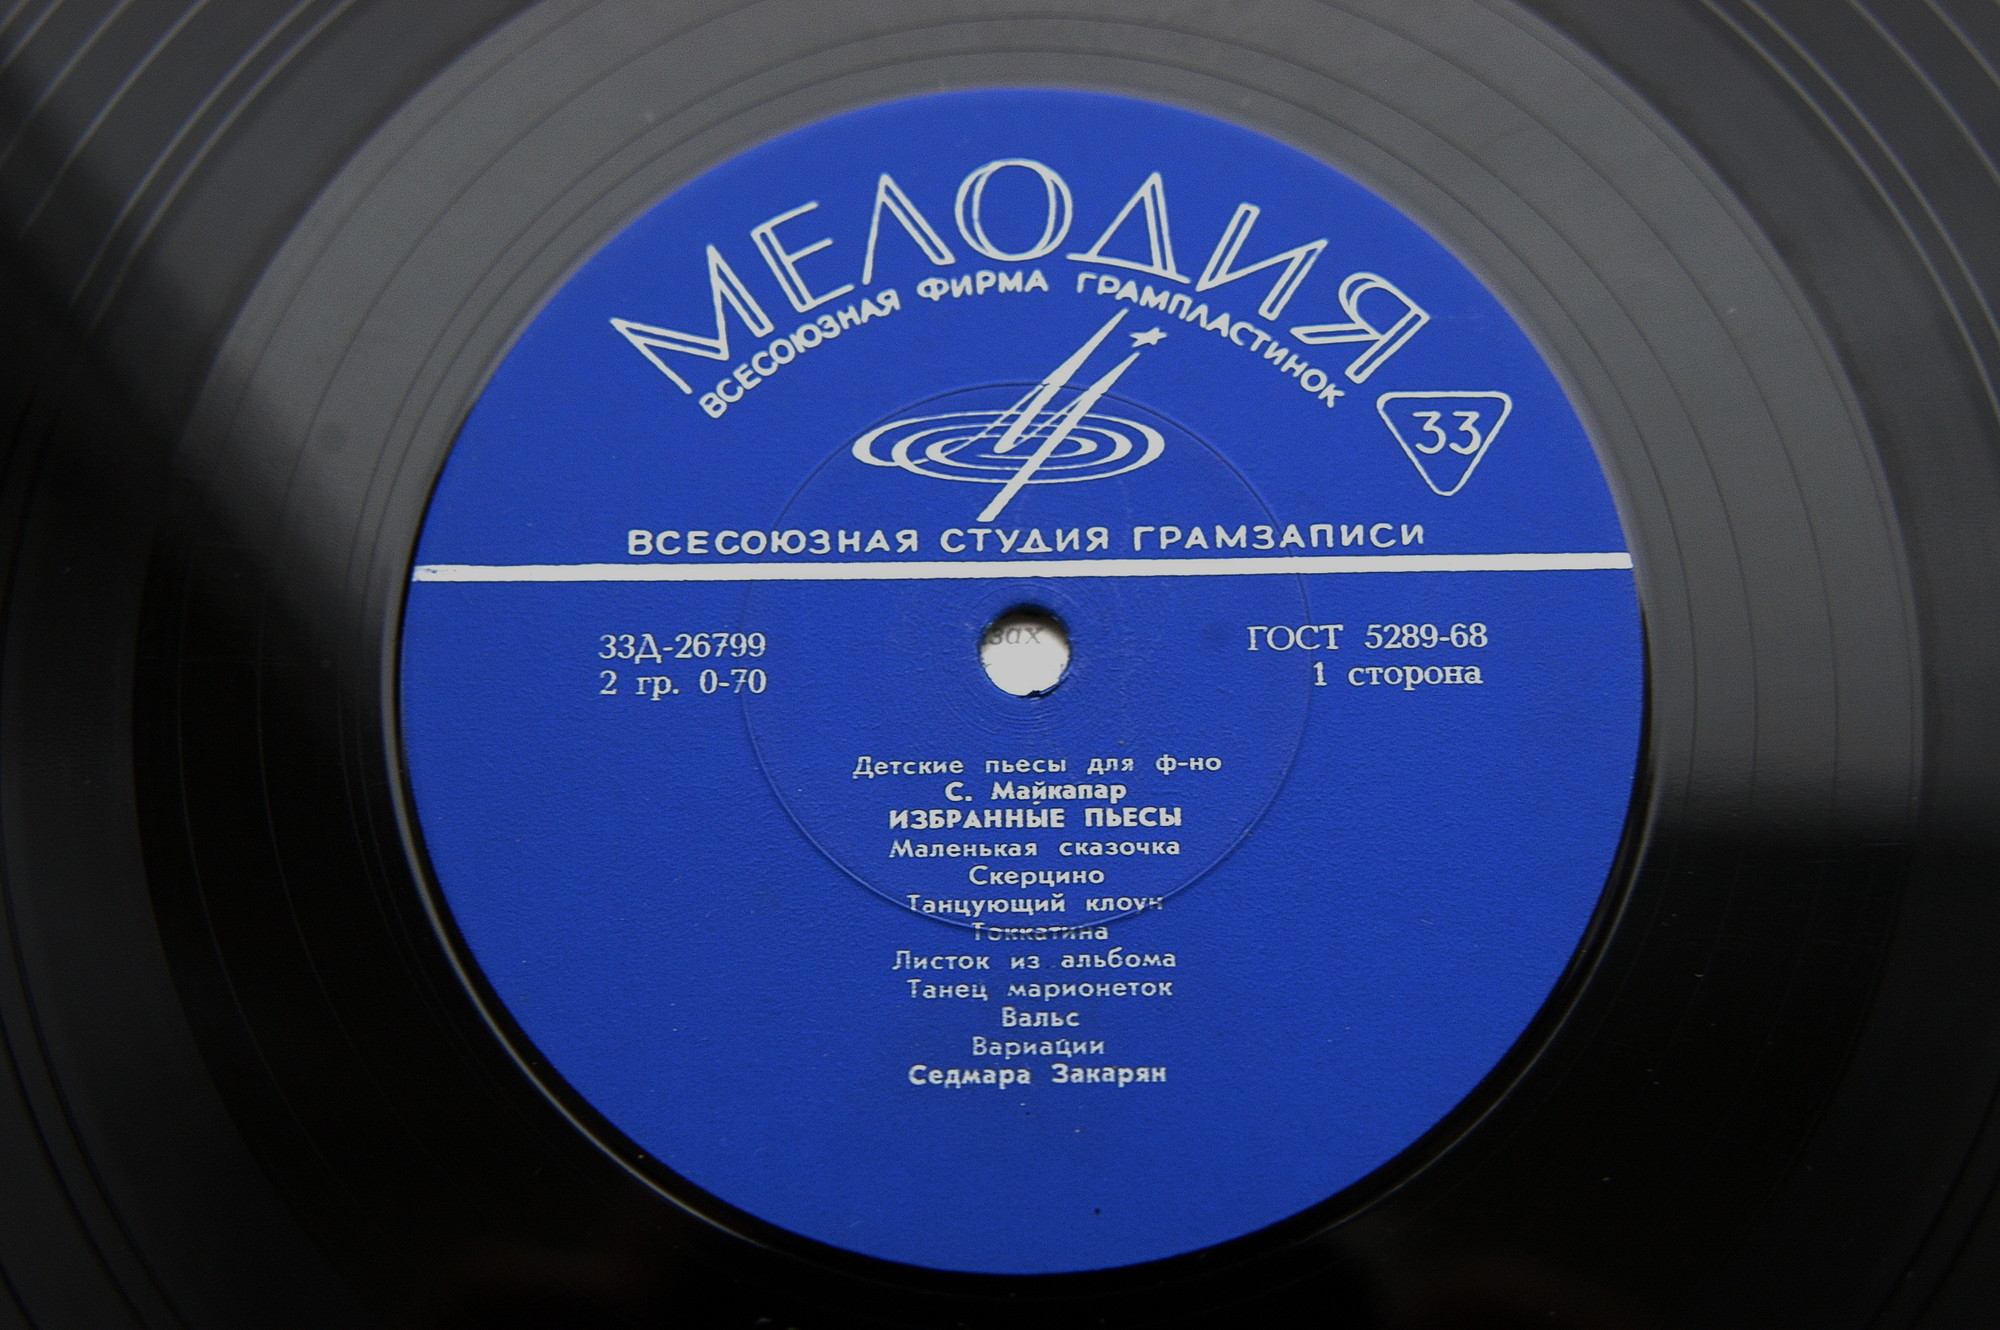 МЕЛОДИЯ
ВСЕСОЮЗНАЯ ФИРМА ГРАМПЛАСТИНОК
33
ВСЕСОЮЗНАЯ СТУДИЯ ГРАМЗАПИСИ
33Д-26799
2 гр. 0-70
зах
ГОСТ 5289-68
1 сторона
Детские пьесы для ф-но
С. Майкапар
ИЗБРАННЫЕ ПЬЕСЫ
Маленькая сказочка
Скерцино
Танцующий клоун
Токкатина
Листок из альбома
Танец марионеток
Вальс
Вариации
Седмара Закарян